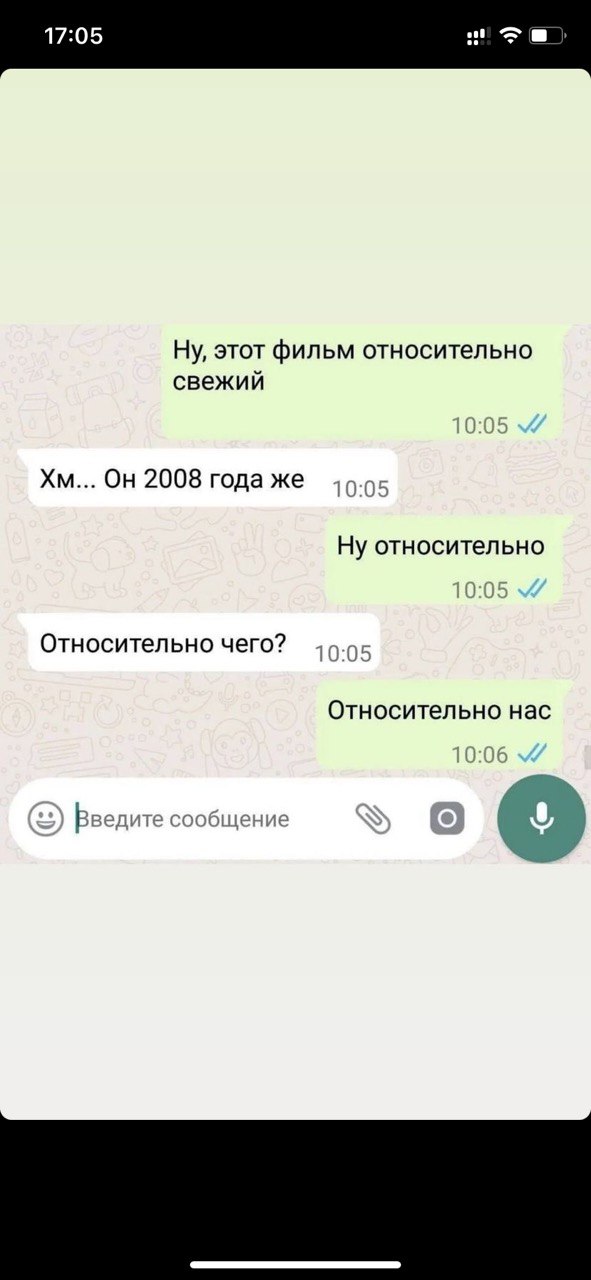 17:05
Ну, этот фильм относительно
свежий
10:05
Хм... Он 2008 года же 10:05
Ну относительно
10:05
Относительно чего? 10:05
Относительно нас
10:06
Введите сообщение